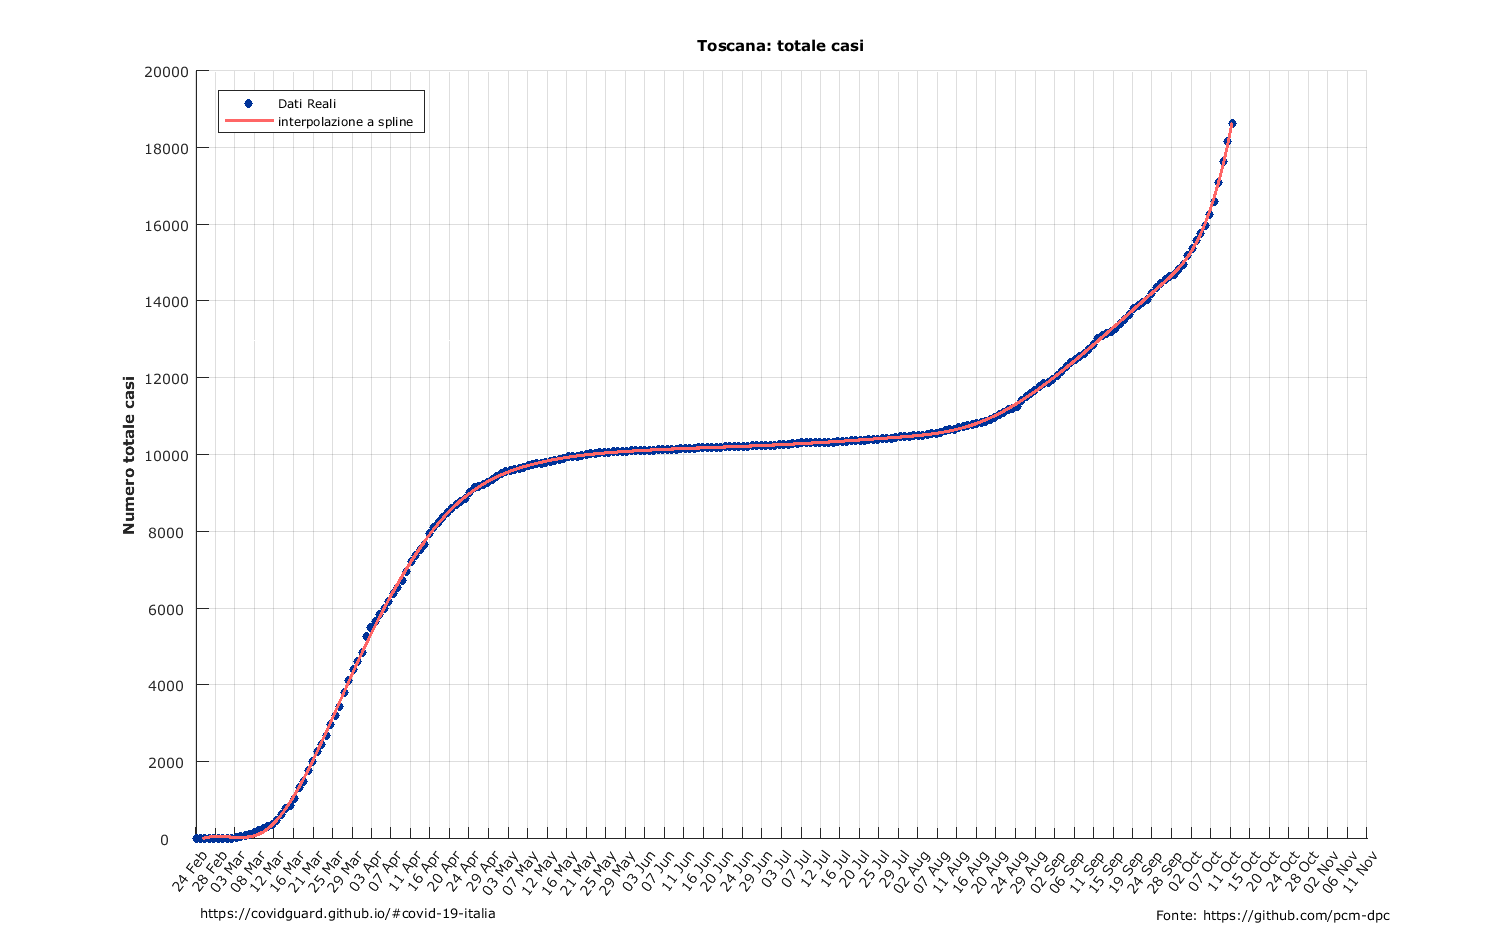 Toscana: totale casi
20000
18000
16000
14000
12000
10000
8000
6000
4000
2000
0
Numero totale casi
Dati Reali
interpolazione a spline
24 Feb
28 Feb
03 Mar
08 Mar
12 Mar
16 Mar
21 Mar
25 Mar
29 Mar
03 Apr
07 Apr
11 Apr
16 Apr
20 Apr
24 Apr
29 Apr
03 May
07 May
12 May
16 May
21 May
25 May
29 May
03 Jun
07 Jun
11 Jun
16 Jun
20 Jun
24 Jun
29 Jun
03 Jul
07 Jul
12 Jul
16 Jul
20 Jul
25 Jul
29 Jul
02 Aug
07 Aug
11 Aug
16 Aug
20 Aug
24 Aug
29 Aug
02 Sep
06 Sep
11 Sep
15 Sep
19 Sep
24 Sep
28 Sep
02 Oct
07 Oct
11 Oct
15 Oct
20 Oct
24 Oct
28 Oct
02 Nov
06 Nov
11 Nov
https://covidguard.github.io/#covid-19-italia
Fonte: https://github.com/pcm-dpc